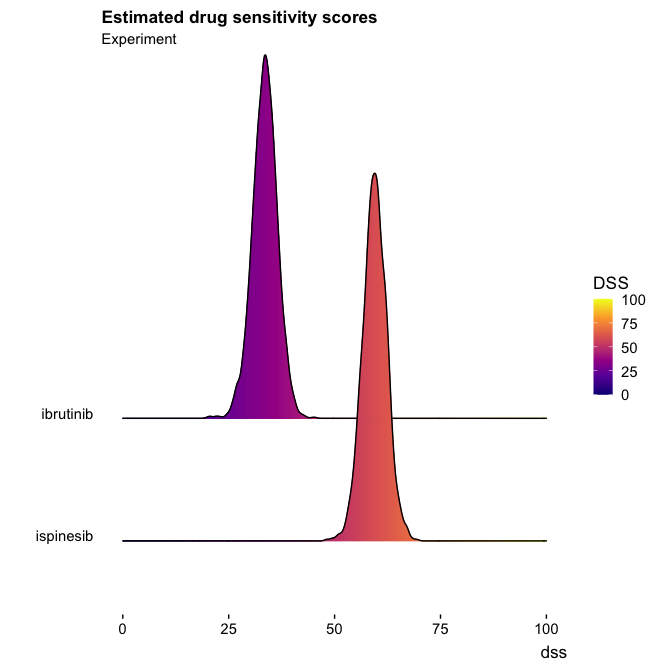 Estimated drug sensitivity scores
Experiment
DSS
100
75
50
25
0
ibrutinib
ispinesib
0 25 50 75 100
dss